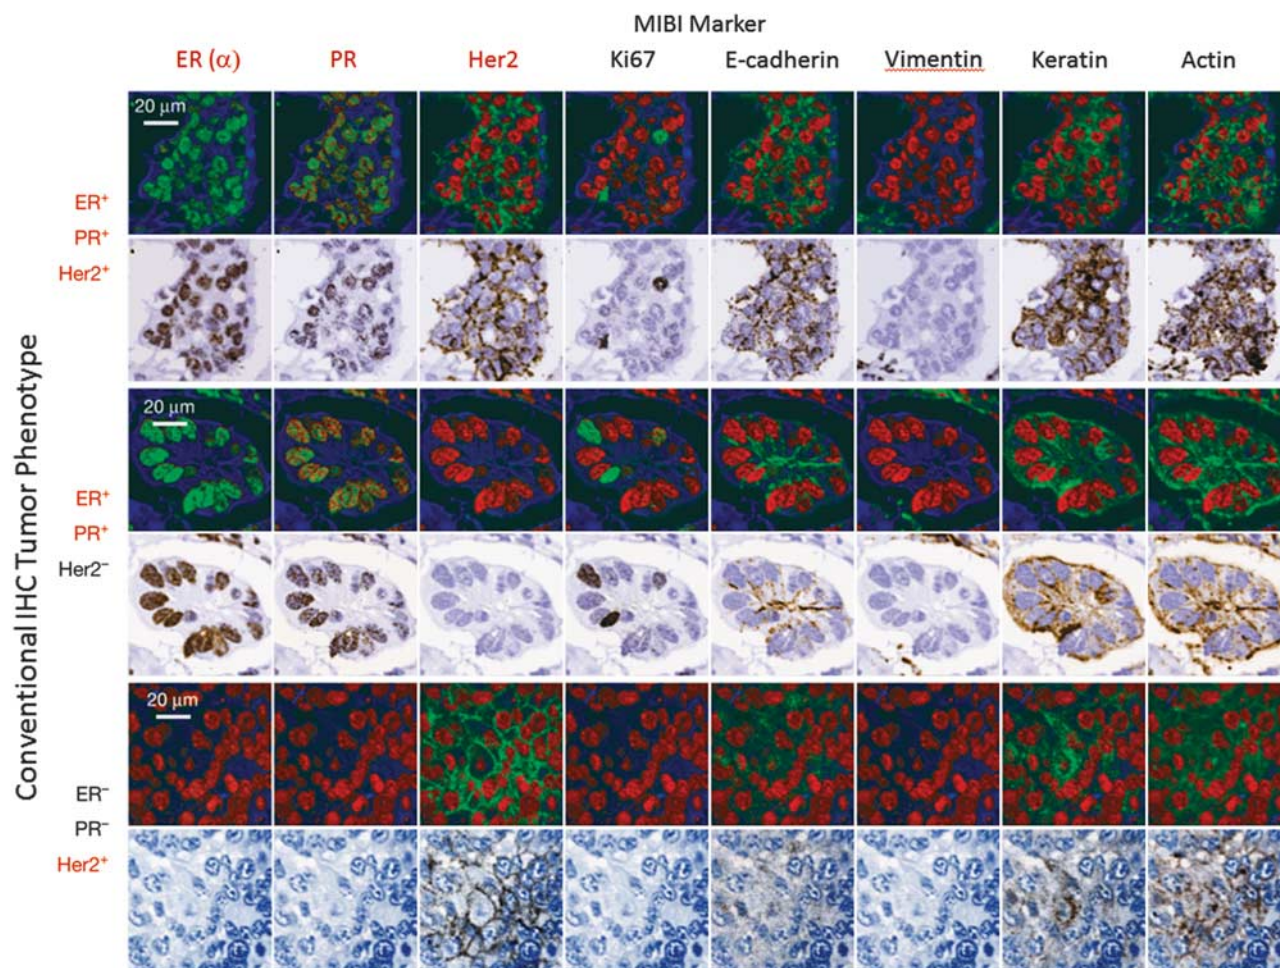 MIBI Marker
ER (α) PR Her2 Ki67 E-cadherin Vimentin Keratin Actin
20 μm
ER⁺
PR⁺
Her2⁺
20 μm
ER⁺
PR⁺
Her2⁻
20 μm
ER⁻
PR⁻
Her2⁺
Conventional IHC Tumor Phenotype